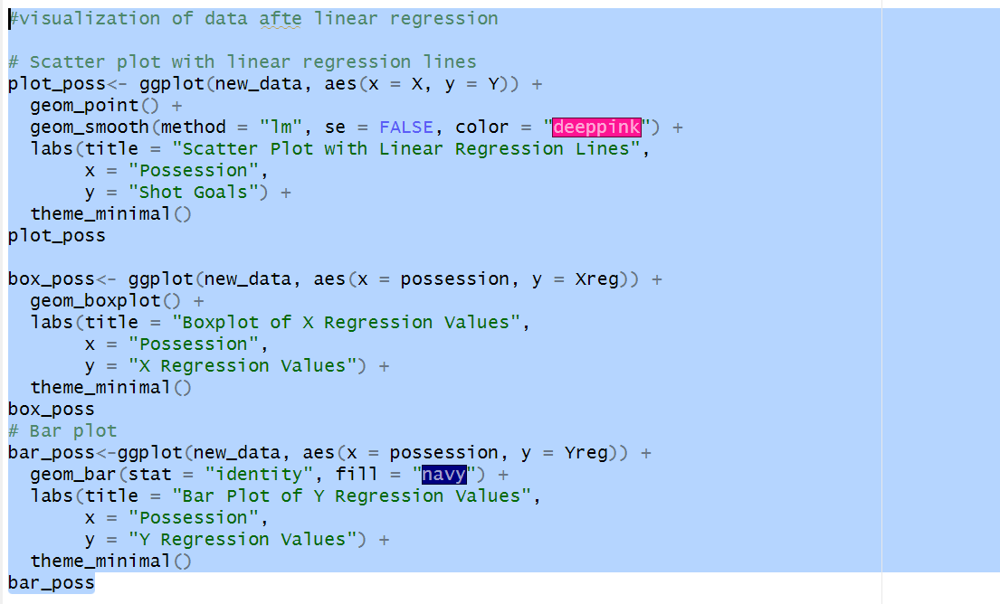 #visualization of data afte linear regression
# Scatter plot with linear regression lines
plot_poss<- ggplot(new_data, aes(x = X, y = Y)) +
  geom_point() +
  geom_smooth(method = "lm", se = FALSE, color = "deeppink") +
  labs(title = "Scatter Plot with Linear Regression Lines",
       x = "Possession",
       y = "Shot Goals") +
  theme_minimal()
plot_poss
box_poss<- ggplot(new_data, aes(x = possession, y = Xreg)) +
  geom_boxplot() +
  labs(title = "Boxplot of X Regression Values",
       x = "Possession",
       y = "X Regression Values") +
  theme_minimal()
box_poss
# Bar plot
bar_poss<-ggplot(new_data, aes(x = possession, y = Yreg)) +
  geom_bar(stat = "identity", fill = "navy") +
  labs(title = "Bar Plot of Y Regression Values",
       x = "Possession",
       y = "Y Regression Values") +
  theme_minimal()
bar_poss